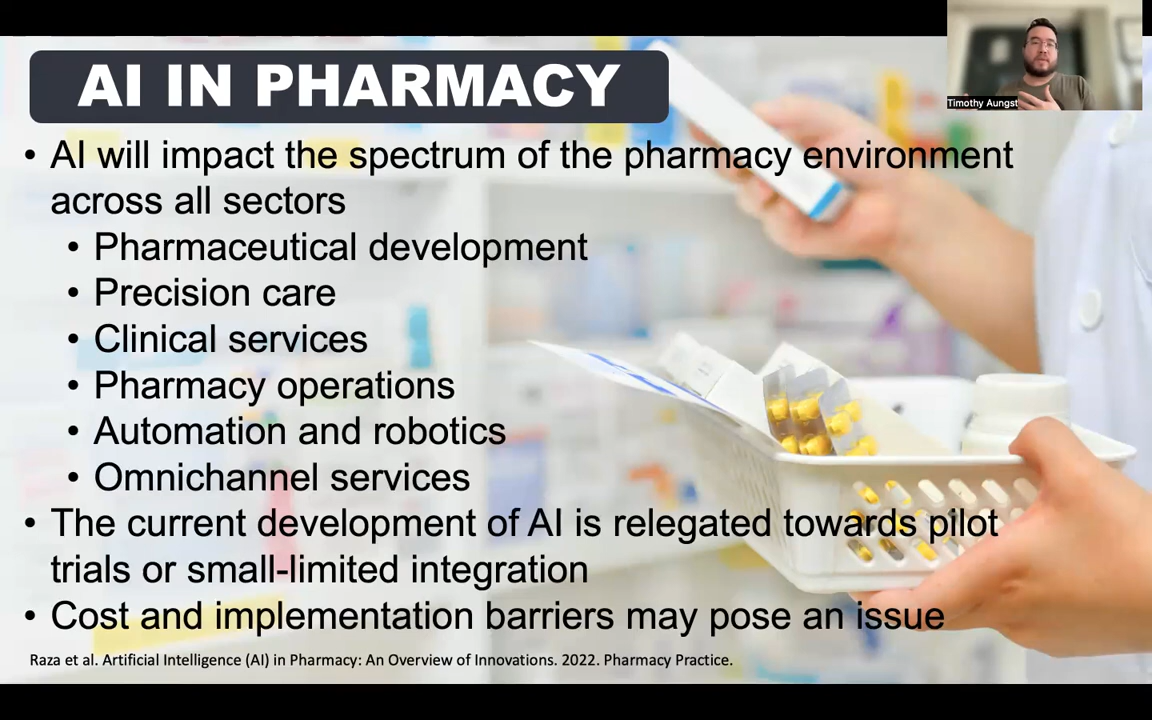 AI IN PHARMACY
Timothy Aungst
• AI will impact the spectrum of the pharmacy environment
across all sectors
• Pharmaceutical development
• Precision care
• Clinical services
• Pharmacy operations
• Automation and robotics
• Omnichannel services
• The current development of AI is relegated towards pilot
trials or small-limited integration
• Cost and implementation barriers may pose an issue
Raza et al. Artificial Intelligence (AI) in Pharmacy: An Overview of Innovations. 2022. Pharmacy Practice.